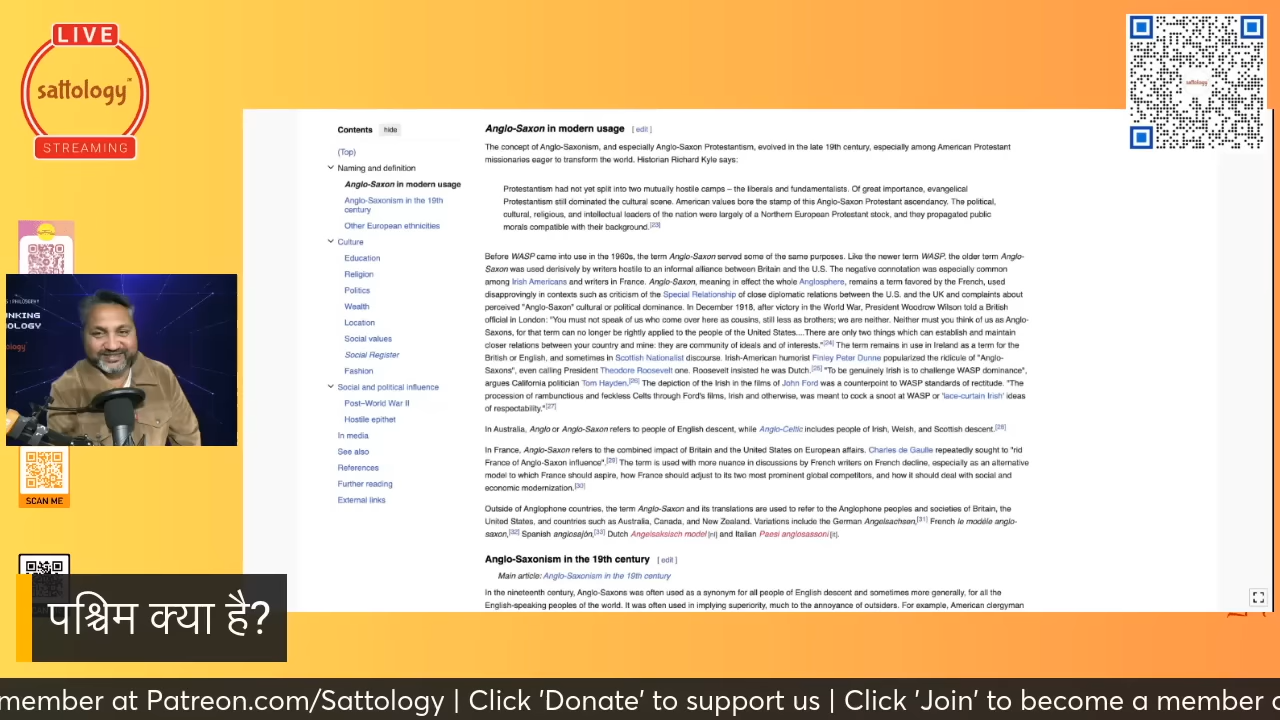 LIVE
sattology™
STREAMING
sattology
Contents hide
(Top)
Naming and definition
Anglo-Saxon in modern usage
Anglo-Saxonism in the 19th
century
Other European ethnicities
Culture
Education
Religion
Politics
Wealth
Location
Social values
Social Register
Fashion
Social and political influence
Post–World War II
Hostile epithet
In media
See also
References
Further reading
External links
Anglo-Saxon in modern usage [ edit ]
The concept of Anglo-Saxonism, and especially Anglo-Saxon Protestantism, evolved in the late 19th century, especially among American Protestant
missionaries eager to transform the world. Historian Richard Kyle says:
Protestantism had not yet split into two mutually hostile camps – the liberals and fundamentalists. Of great importance, evangelical
Protestantism still dominated the cultural scene. American values bore the stamp of this Anglo-Saxon Protestant ascendancy. The political,
cultural, religious, and intellectual leaders of the nation were largely of a Northern European Protestant stock, and they propagated public
morals compatible with their background.[23]
Before WASP came into use in the 1960s, the term Anglo-Saxon served some of the same purposes. Like the newer term WASP, the older term Anglo-
Saxon was used derisively by writers hostile to an informal alliance between Britain and the U.S. The negative connotation was especially common
among Irish Americans and writers in France. Anglo-Saxon, meaning in effect the whole Anglosphere, remains a term favored by the French, used
disapprovingly in contexts such as criticism of the Special Relationship of close diplomatic relations between the U.S. and the UK and complaints about
perceived "Anglo-Saxon" cultural or political dominance. In December 1918, after victory in the World War, President Woodrow Wilson told a British
official in London: "You must not speak of us who come over here as cousins, still less as brothers; we are neither. Neither must you think of us as Anglo-
Saxons, for that term can no longer be rightly applied to the people of the United States....There are only two things which can establish and maintain
closer relations between your country and mine: they are community of ideals and of interests."[24] The term remains in use in Ireland as a term for the
British or English, and sometimes in Scottish Nationalist discourse. Irish-American humorist Finley Peter Dunne popularized the ridicule of "Anglo-
Saxons", even calling President Theodore Roosevelt one. Roosevelt insisted he was Dutch.[25] "To be genuinely Irish is to challenge WASP dominance",
argues California politician Tom Hayden.[26] The depiction of the Irish in the films of John Ford was a counterpoint to WASP standards of rectitude. "The
procession of rambunctious and feckless Celts through Ford's films, Irish and otherwise, was meant to cock a snoot at WASP or 'lace-curtain Irish' ideas
of respectability."[27]
In Australia, Anglo or Anglo-Saxon refers to people of English descent, while Anglo-Celtic includes people of Irish, Welsh, and Scottish descent.[28]
In France, Anglo-Saxon refers to the combined impact of Britain and the United States on European affairs. Charles de Gaulle repeatedly sought to "rid
France of Anglo-Saxon influence".[29] The term is used with more nuance in discussions by French writers on French decline, especially as an alternative
model to which France should aspire, how France should adjust to its two most prominent global competitors, and how it should deal with social and
economic modernization.[30]
Outside of Anglophone countries, the term Anglo-Saxon and its translations are used to refer to the Anglophone peoples and societies of Britain, the
United States, and countries such as Australia, Canada, and New Zealand. Variations include the German Angelsachsen,[31] French le modèle anglo-
saxon,[32] Spanish anglosajón,[33] Dutch Angelsaksisch model [nl] and Italian Paesi anglosassoni [it].
Anglo-Saxonism in the 19th century [ edit ]
Main article: Anglo-Saxonism in the 19th century
In the nineteenth century, Anglo-Saxons was often used as a synonym for all people of English descent and sometimes more generally, for all the
English-speaking peoples of the world. It was often used in implying superiority, much to the annoyance of outsiders. For example, American clergyman
SCAN ME
पश्चिम क्या है?
member at Patreon.com/Sattology | Click 'Donate' to support us | Click 'Join' to become a member